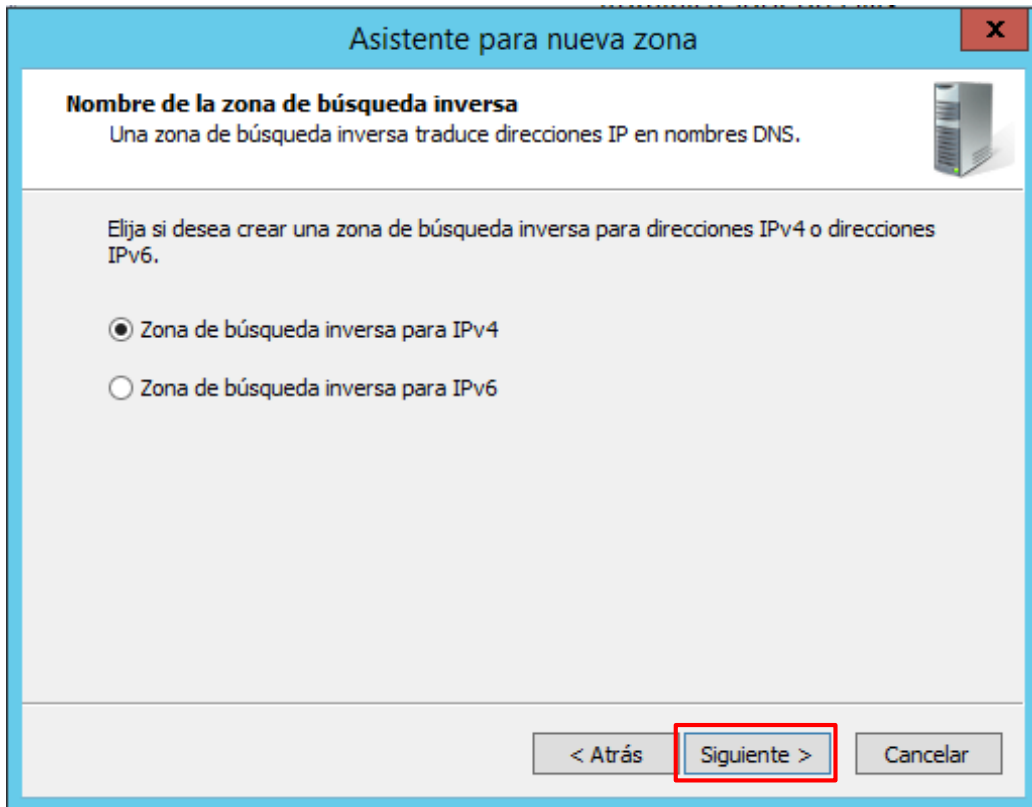 Asistente para nueva zona
x
Nombre de la zona de búsqueda inversa
Una zona de búsqueda inversa traduce direcciones IP en nombres DNS.
Elija si desea crear una zona de búsqueda inversa para direcciones IPv4 o direcciones
IPv6.
Zona de búsqueda inversa para IPv4
Zona de búsqueda inversa para IPv6
< Atrás
Siguiente >
Cancelar